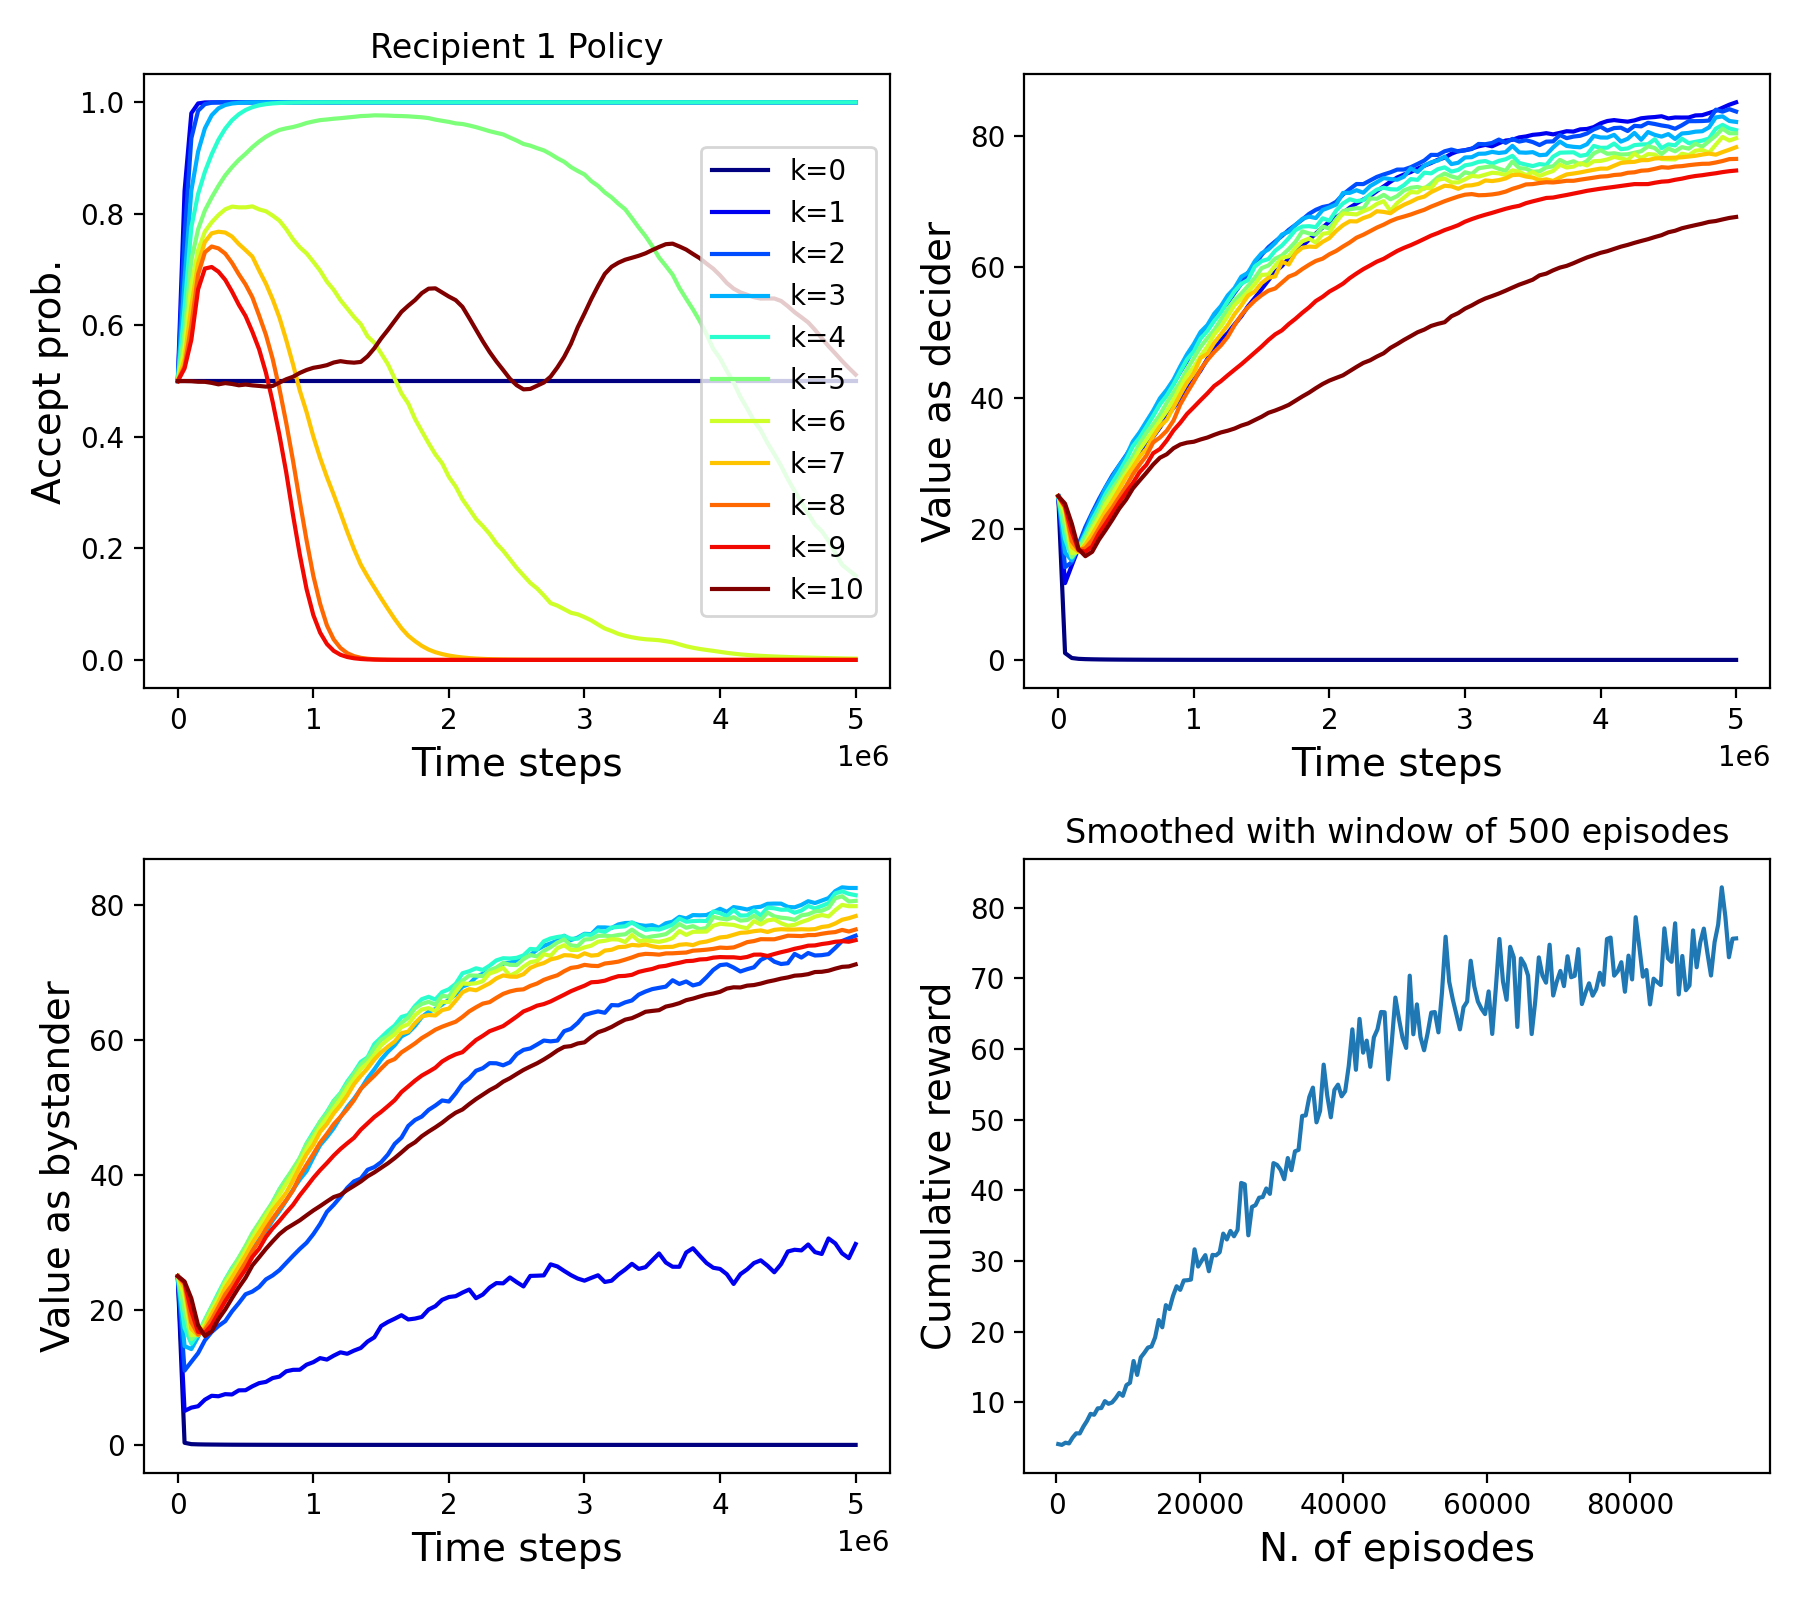 Recipient 1 Policy
Accept prob.
1.0
0.8
0.6
0.4
0.2
0.0
k=0
k=1
k=2
k=3
k=4
k=5
k=6
k=7
k=8
k=9
k=10
0 1 2 3 4 5
1e6
Time steps
Value as decider
80
60
40
20
0
0 1 2 3 4 5
1e6
Time steps
Value as bystander
80
60
40
20
0
0 1 2 3 4 5
1e6
Time steps
Smoothed with window of 500 episodes
Cumulative reward
80
70
60
50
40
30
20
10
0 20000 40000 60000 80000
N. of episodes